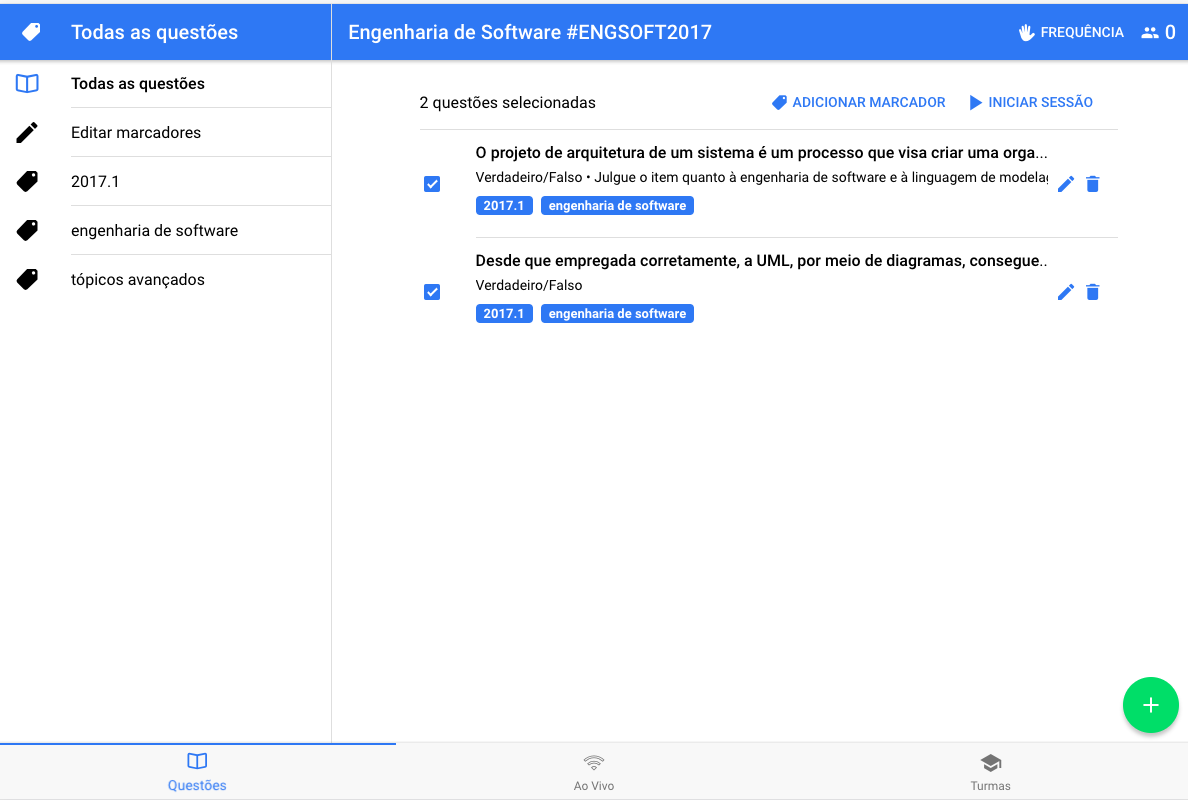 Todas as questões
Engenharia de Software #ENGSOFT2017
FREQUÊNCIA
0
Todas as questões
Editar marcadores
2017.1
engenharia de software
tópicos avançados
2 questões selecionadas
ADICIONAR MARCADOR
INICIAR SESSÃO
O projeto de arquitetura de um sistema é um processo que visa criar uma orga...
Verdadeiro/Falso • Julgue o item quanto à engenharia de software e à linguagem de modela
2017.1
engenharia de software
Desde que empregada corretamente, a UML, por meio de diagramas, consegue..
Verdadeiro/Falso
2017.1
engenharia de software
Questões
Ao Vivo
Turmas